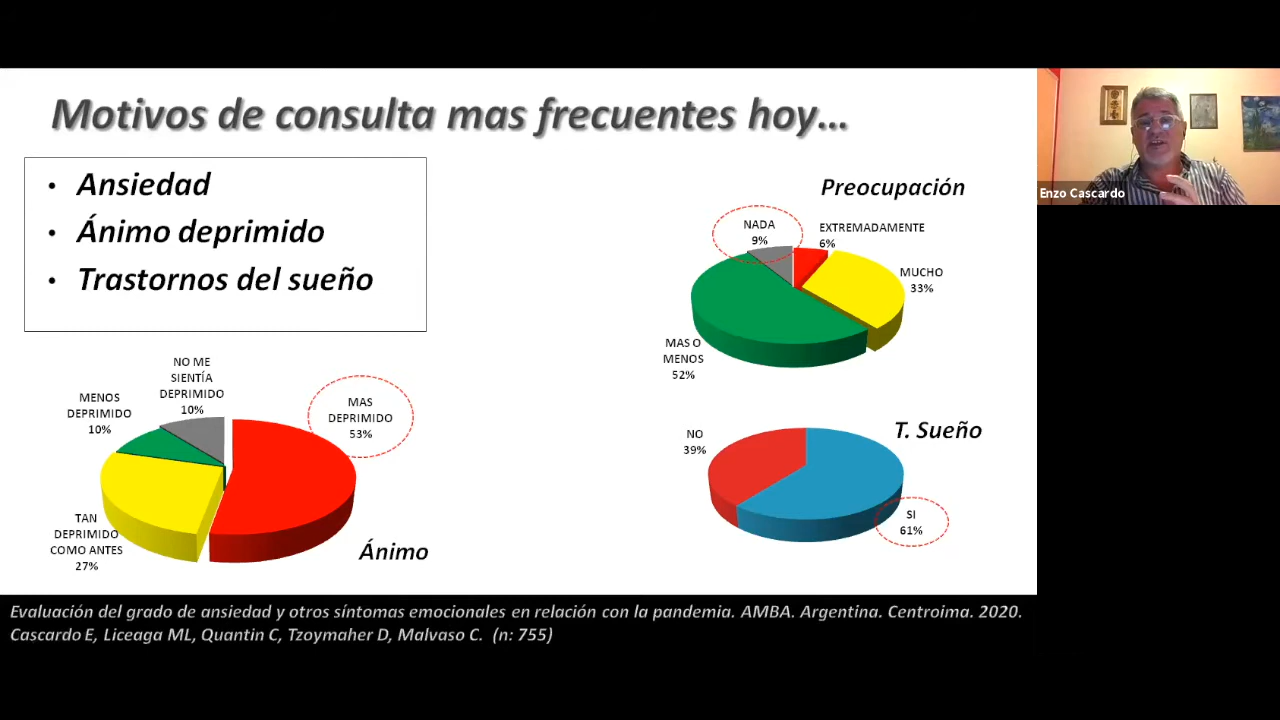 Motivos de consulta mas frecuentes hoy...
• Ansiedad
• Ánimo deprimido
• Trastornos del sueño
Preocupación
NADA
9%
EXTREMADAMENTE
6%
MUCHO
33%
MAS O
MENOS
52%
NO ME
SIENTÍA
DEPRIMIDO
10%
MENOS
DEPRIMIDO
10%
MAS
DEPRIMIDO
53%
TAN
DEPRIMIDO
COMO ANTES
27%
Ánimo
T. Sueño
NO
39%
SI
61%
Evaluación del grado de ansiedad y otros síntomas emocionales en relación con la pandemia. AMBA. Argentina. Centroima. 2020.
Cascardo E, Liceaga ML, Quantin C, Tzoymaher D, Malvaso C. (n: 755)
Enzo Cascardo